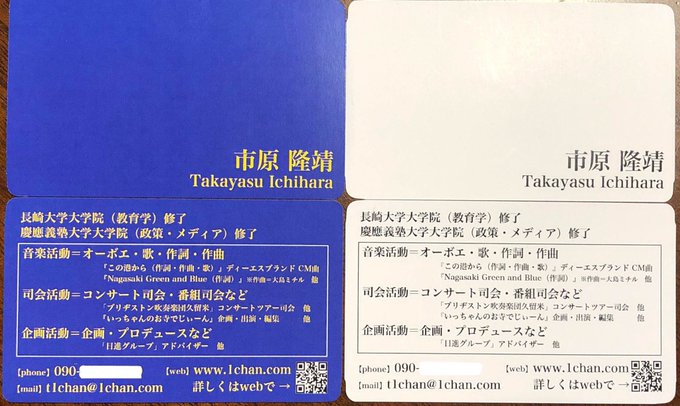 市原 隆靖
Takayasu Ichihara
市原 隆靖
Takayasu Ichihara
長崎大学大学院（教育学）修了
慶應義塾大学大学院（政策・メディア）修了
音楽活動＝オーボエ・歌・作詞・作曲
「この港から（作詞・作曲・歌）」ディーエスブランド CM曲
「Nagasaki Green and Blue（作詞）」※作曲＝大島ミチル 他
司会活動＝コンサート司会・番組司会など
「ブリヂストン吹奏楽団久留米」コンサートツアー司会 他
「いっちゃんのお寺でじぃーん」企画・出演・編集 他
企画活動＝企画・プロデュースなど
「日進グループ」アドバイザー 他
【phone】090-
【web】www.1chan.com
【mail】t1chan@1chan.com
詳しくはwebで →
長崎大学大学院（教育学）修了
慶應義塾大学大学院（政策・メディア）修了
音楽活動＝オーボエ・歌・作詞・作曲
「この港から（作詞・作曲・歌）」ディーエスブランド CM曲
「Nagasaki Green and Blue（作詞）」※作曲＝大島ミチル 他
司会活動＝コンサート司会・番組司会など
「ブリヂストン吹奏楽団久留米」コンサートツアー司会 他
「いっちゃんのお寺でじぃーん」企画・出演・編集 他
企画活動＝企画・プロデュースなど
「日進グループ」アドバイザー 他
【phone】090-
【web】www.1chan.com
【mail】t1chan@1chan.com
詳しくはwebで →